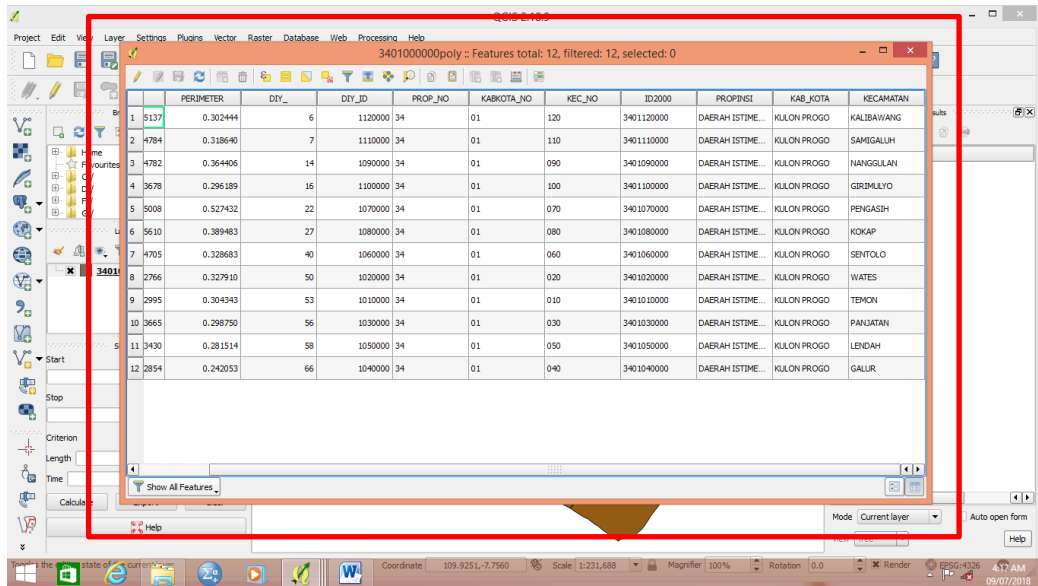 QGIS 2.18.9
Project Edit View Layer Settings Plugins Vector Raster Database Web Processing Help
3401000000poly :: Features total: 12, filtered: 12, selected: 0
PERIMETER DIY_ DIY_ID PROP_NO KABKOTA_NO KEC_NO ID2000 PROPINSI KAB_KOTA KECAMATAN
1 5137 0.302444 6 1120000 34 01 120 3401120000 DAERAH ISTIME... KULON PROGO KALIBAWANG
2 4784 0.318640 7 1110000 34 01 110 3401110000 DAERAH ISTIME... KULON PROGO SAMIGALUH
3 4782 0.364406 14 1090000 34 01 090 3401090000 DAERAH ISTIME... KULON PROGO NANGGULAN
4 3678 0.296189 16 1100000 34 01 100 3401100000 DAERAH ISTIME... KULON PROGO GIRIMULYO
5 5008 0.527432 22 1070000 34 01 070 3401070000 DAERAH ISTIME... KULON PROGO PENGASIH
6 5610 0.389483 27 1080000 34 01 080 3401080000 DAERAH ISTIME... KULON PROGO KOKAP
7 4705 0.328683 40 1060000 34 01 060 3401060000 DAERAH ISTIME... KULON PROGO SENTOLO
8 2766 0.327910 50 1020000 34 01 020 3401020000 DAERAH ISTIME... KULON PROGO WATES
9 2995 0.304343 53 1010000 34 01 010 3401010000 DAERAH ISTIME... KULON PROGO TEMON
10 3665 0.298750 56 1030000 34 01 030 3401030000 DAERAH ISTIME... KULON PROGO PANJATAN
11 3430 0.281514 58 1050000 34 01 050 3401050000 DAERAH ISTIME... KULON PROGO LENDAH
12 2854 0.242053 66 1040000 34 01 040 3401040000 DAERAH ISTIME... KULON PROGO GALUR
Show All Features
Home
Favourites
34010
Start
Stop
Criterion
Length
Time
Calculate
Help
Mode Current layer Auto open form
Help
Coordinate 109.9251,-7.7560 Scale 1:231,688 Magnifier 100% Rotation 0.0 Render EPSG:4326
4:17 AM
09/07/2018